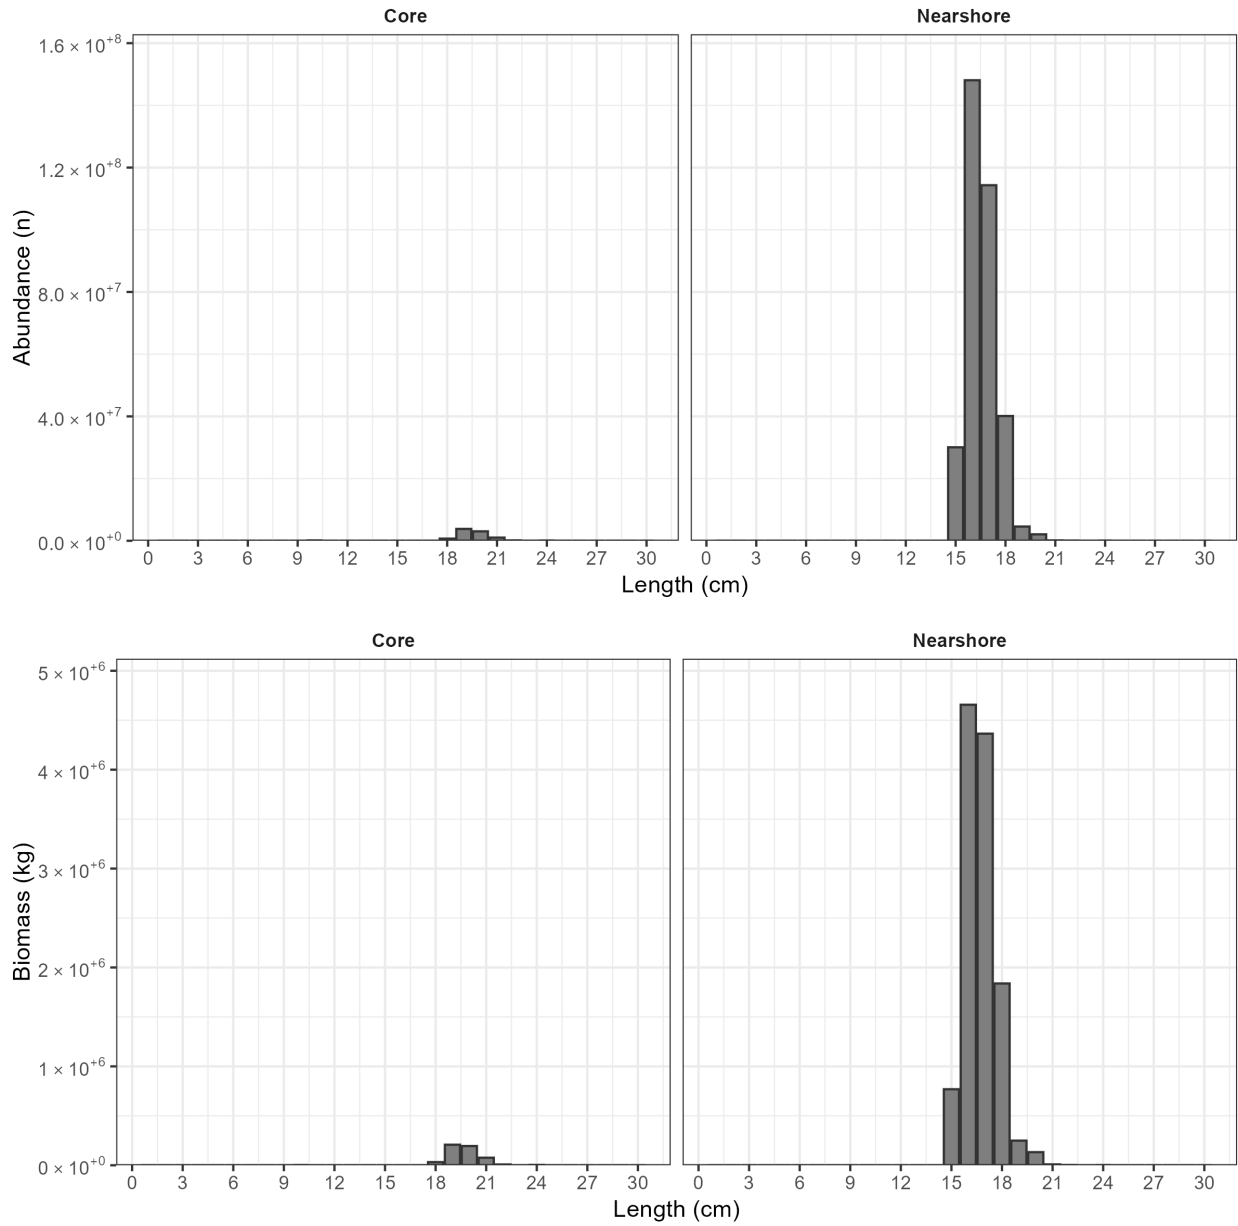 Core Nearshore
1.6 × 10⁺⁸
1.2 × 10⁺⁸
8.0 × 10⁺⁷
4.0 × 10⁺⁷
0.0 × 10⁺⁰
Abundance (n)
0 3 6 9 12 15 18 21 24 27 30 0 3 6 9 12 15 18 21 24 27 30
Length (cm)
Core Nearshore
5 × 10⁺⁶
4 × 10⁺⁶
3 × 10⁺⁶
2 × 10⁺⁶
1 × 10⁺⁶
0 × 10⁺⁰
Biomass (kg)
0 3 6 9 12 15 18 21 24 27 30 0 3 6 9 12 15 18 21 24 27 30
Length (cm)